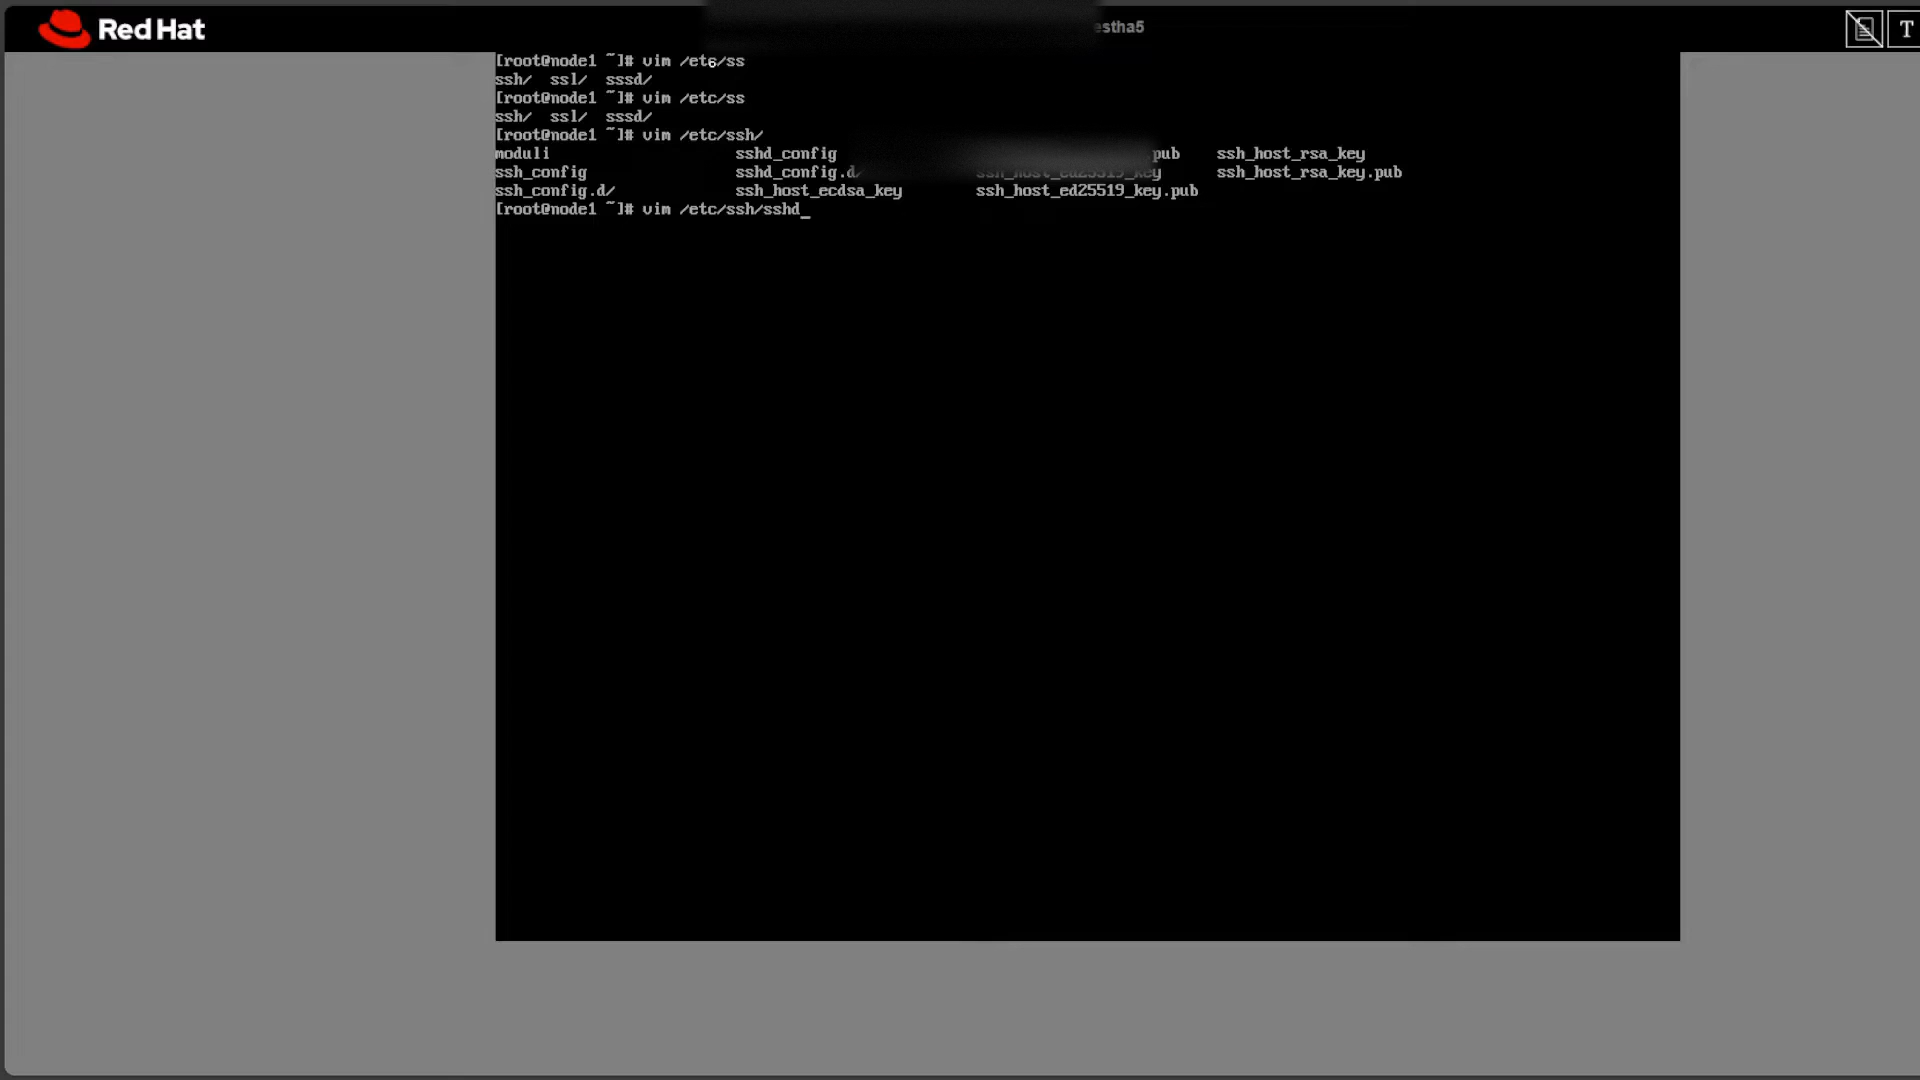 Red Hat
estha5
T
[root@node1 ~]# vim /etc/ss
ssh/ ssl/ sssd/
[root@node1 ~]# vim /etc/ss
ssh/ ssl/ sssd/
[root@node1 ~]# vim /etc/ssh/
moduli sshd_config pub ssh_host_rsa_key
ssh_config sshd_config.d/ ssh_host_ed25519_key ssh_host_rsa_key.pub
ssh_config.d/ ssh_host_ecdsa_key ssh_host_ed25519_key.pub
[root@node1 ~]# vim /etc/ssh/sshd_